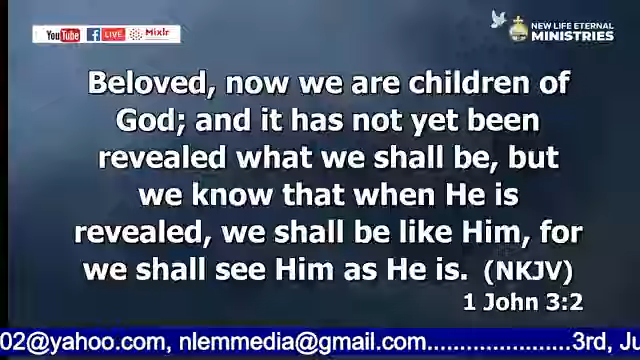 YouTube
f LIVE
Mixlr
NEW LIFE ETERNAL
MINISTRIES
Beloved, now we are children of
God; and it has not yet been
revealed what we shall be, but
we know that when He is
revealed, we shall be like Him, for
we shall see Him as He is. (NKJV)
1 John 3:2
02@yahoo.com, nlemmedia@gmail.com......................3rd, Ju